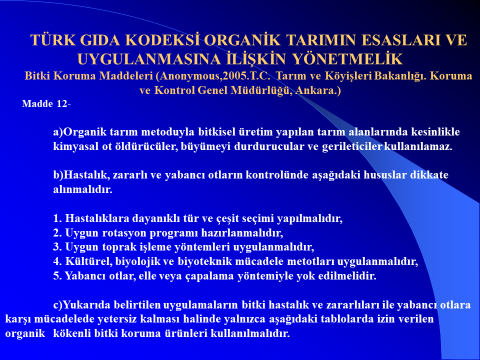 TÜRK GIDA KODEKSİ ORGANİK TARIMIN ESASLARI VE
UYGULANMASINA İLİŞKİN YÖNETMELİK
Bitki Koruma Maddeleri (Anonymous,2005.T.C. Tarım ve Köyişleri Bakanlığı. Koruma
ve Kontrol Genel Müdürlüğü, Ankara.)
Madde 12-
a)Organik tarım metoduyla bitkisel üretim yapılan tarım alanlarında kesinlikle
kimyasal ot öldürücüler, büyümeyi durdurucu ve gerileticiler kullanılamaz.
b)Hastalık, zararlı ve yabancı otların kontrolünde aşağıdaki hususlar dikkate
alınmalıdır.
1. Hastalıklara dayanıklı tür ve çeşit seçimi yapılmalıdır,
2. Uygun rotasyon programı hazırlanmalıdır,
3. Uygun toprak işleme yöntemleri uygulanmalıdır,
4. Kültürel, biyolojik ve biyoteknik mücadele metotları uygulanmalıdır,
5. Yabancı otlar, elle veya çapalama yöntemiyle yok edilmelidir.
c)Yukarıda belirtilen uygulamaların bitki hastalık ve zararlıları ile yabancı otlara
karşı mücadelede yetersiz kalması halinde yalnızca aşağıdaki tablolarda izin verilen
organik kökenli bitki koruma ürünleri kullanılmalıdır.